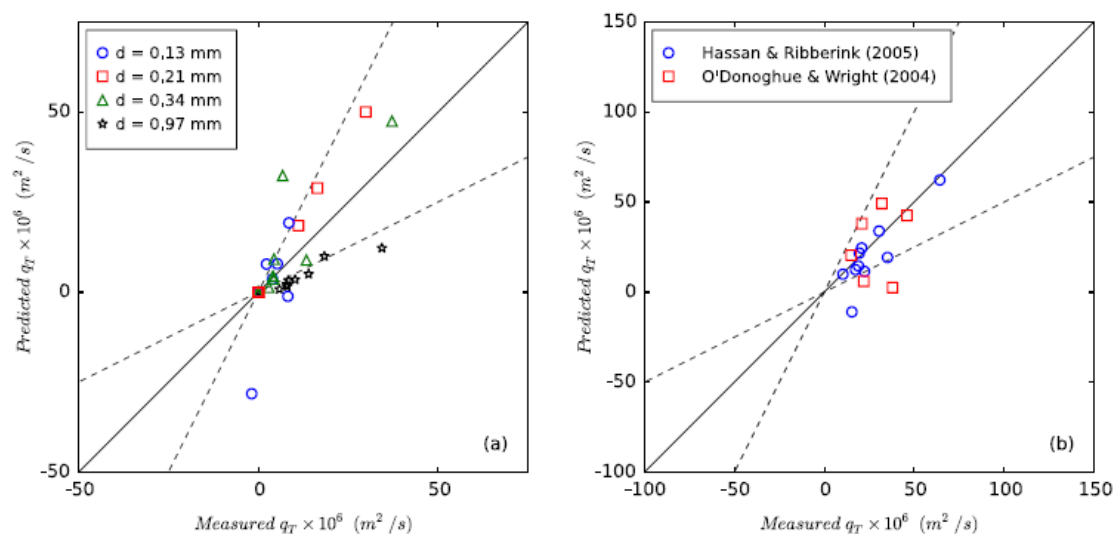 d = 0,13 mm
d = 0,21 mm
d = 0,34 mm
d = 0,97 mm
(a)
50
0
-50
-50
0
50
Predicted q_T × 10^6 (m^2/s)
Measured q_T × 10^6 (m^2/s)
Hassan & Ribberink (2005)
O'Donoghue & Wright (2004)
(b)
150
100
50
0
-50
-100
-100
-50
0
50
100
150
Predicted q_T × 10^6 (m^2/s)
Measured q_T × 10^6 (m^2/s)